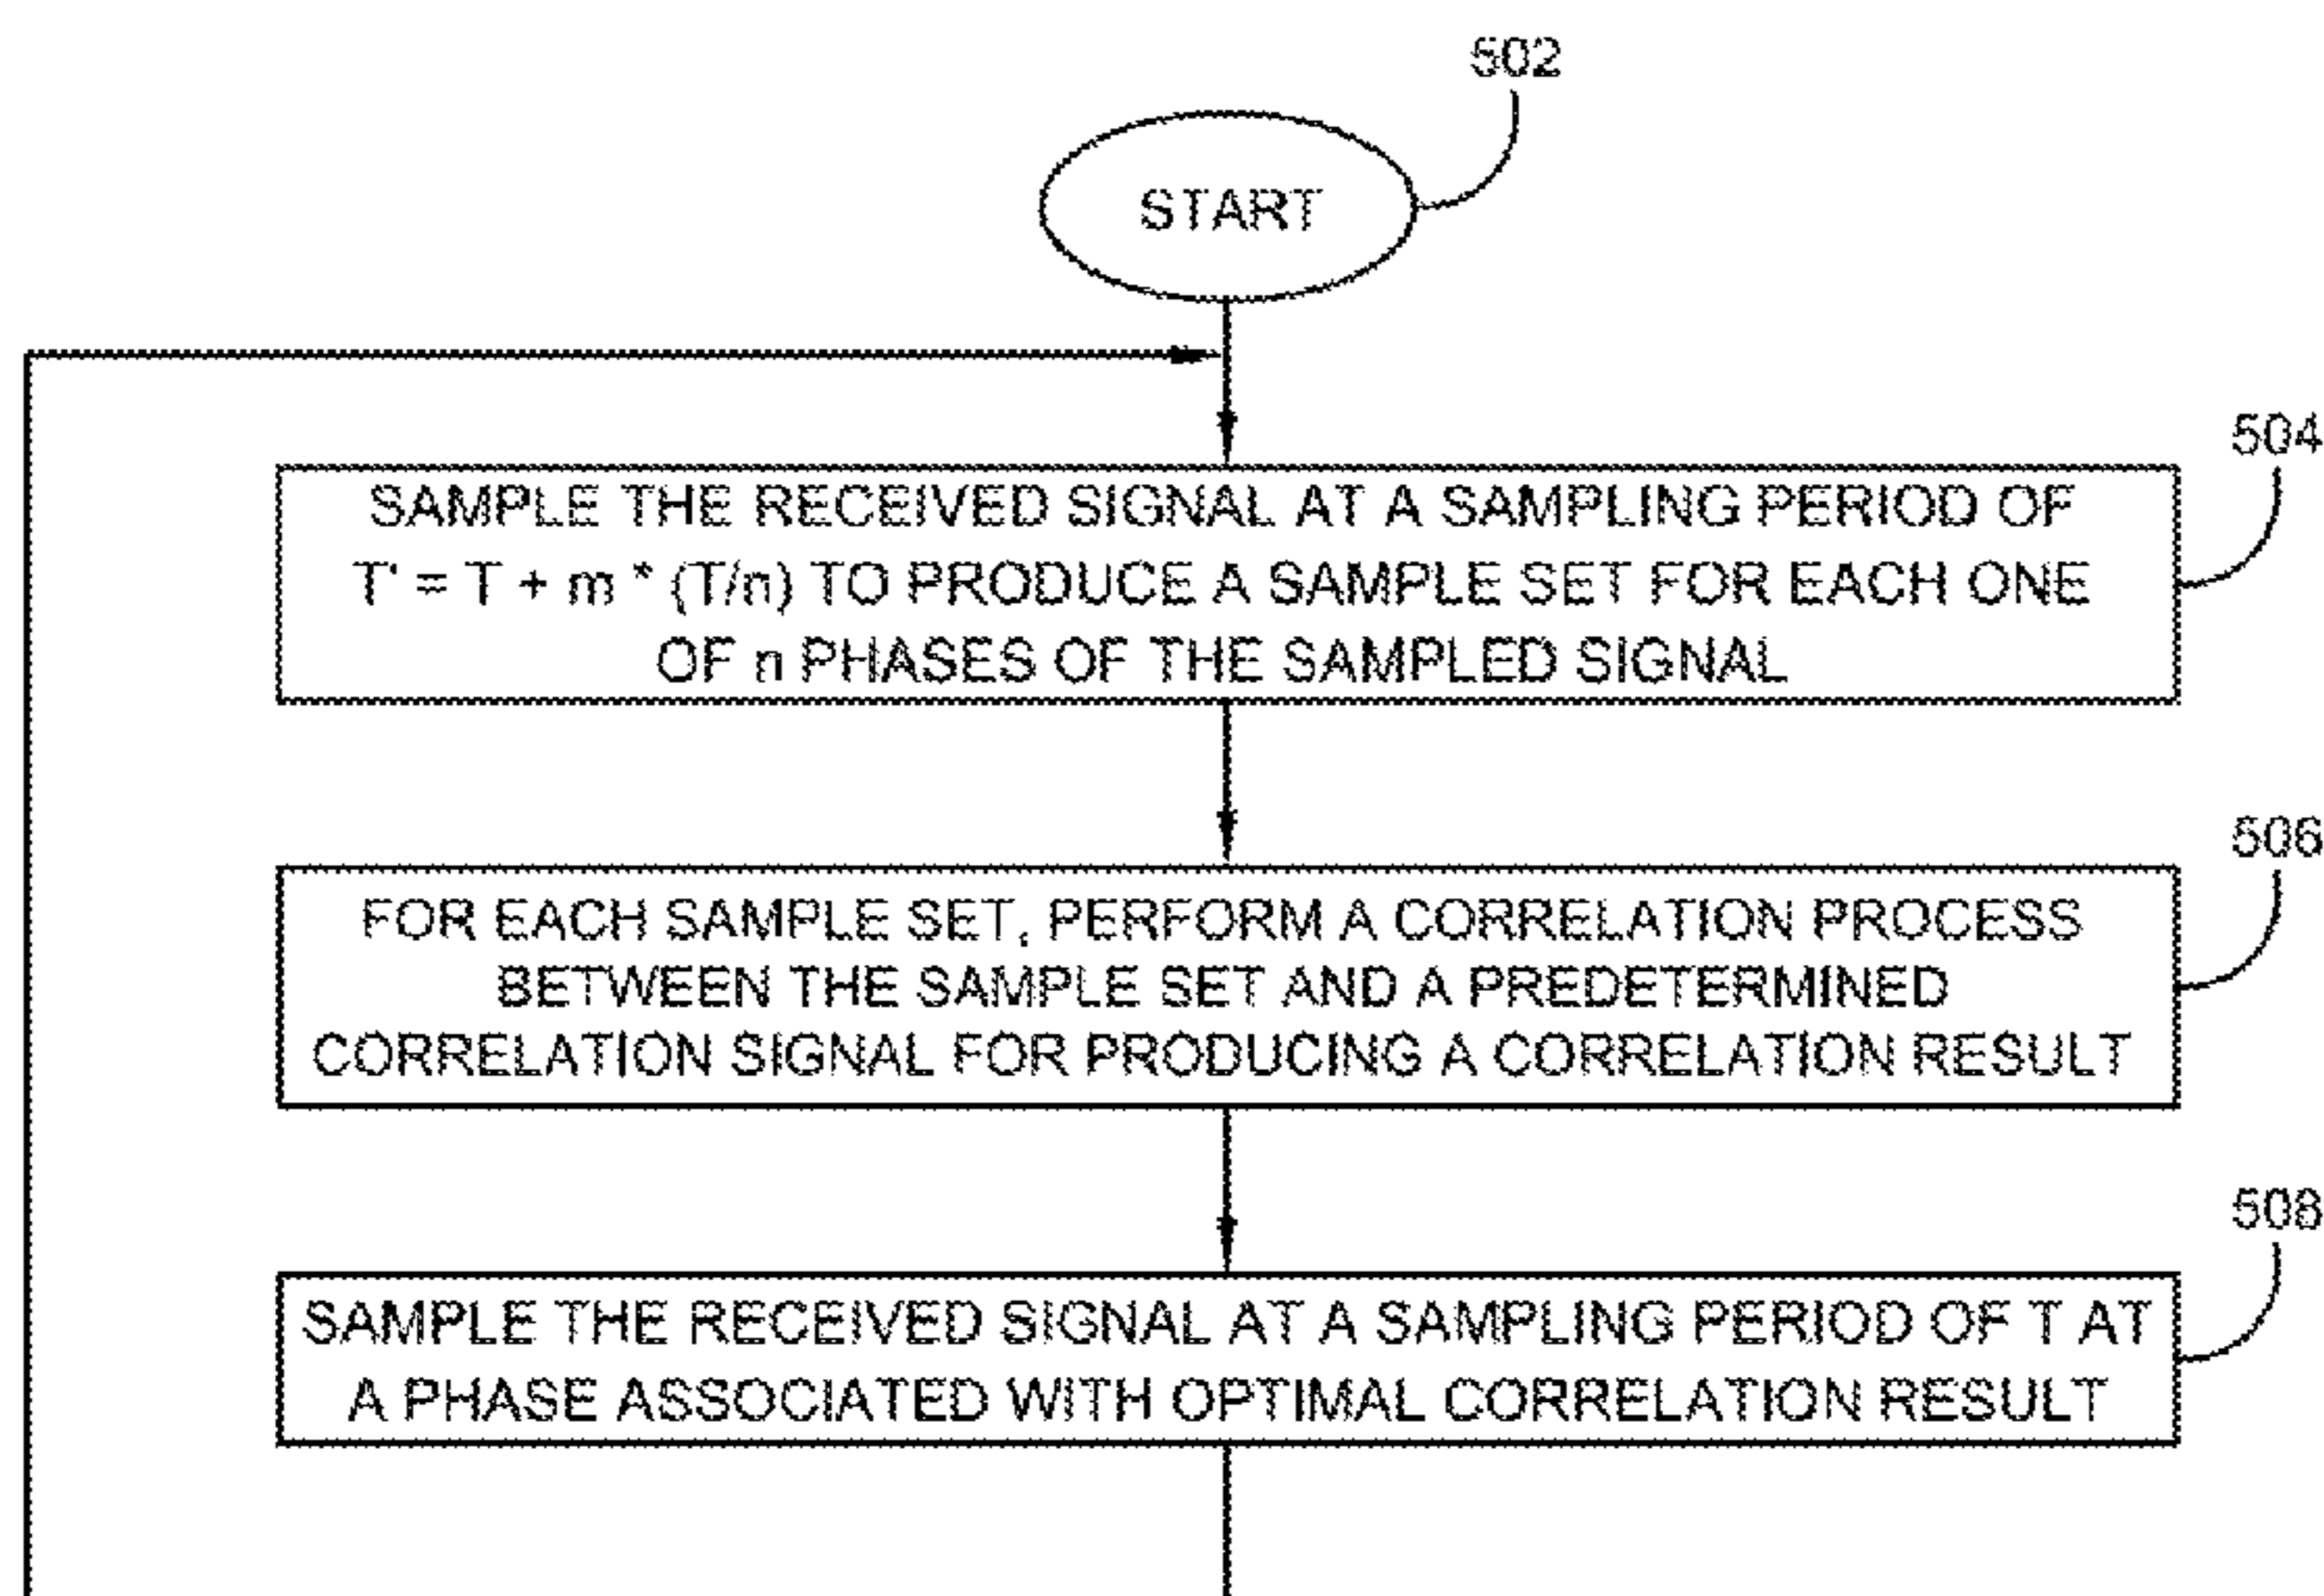 502
START
504
SAMPLE THE RECEIVED SIGNAL AT A SAMPLING PERIOD OF
T' = T + m * (T/n) TO PRODUCE A SAMPLE SET FOR EACH ONE
OF n PHASES OF THE SAMPLED SIGNAL
506
FOR EACH SAMPLE SET, PERFORM A CORRELATION PROCESS
BETWEEN THE SAMPLE SET AND A PREDETERMINED
CORRELATION SIGNAL FOR PRODUCING A CORRELATION RESULT
508
SAMPLE THE RECEIVED SIGNAL AT A SAMPLING PERIOD OF T AT
A PHASE ASSOCIATED WITH OPTIMAL CORRELATION RESULT